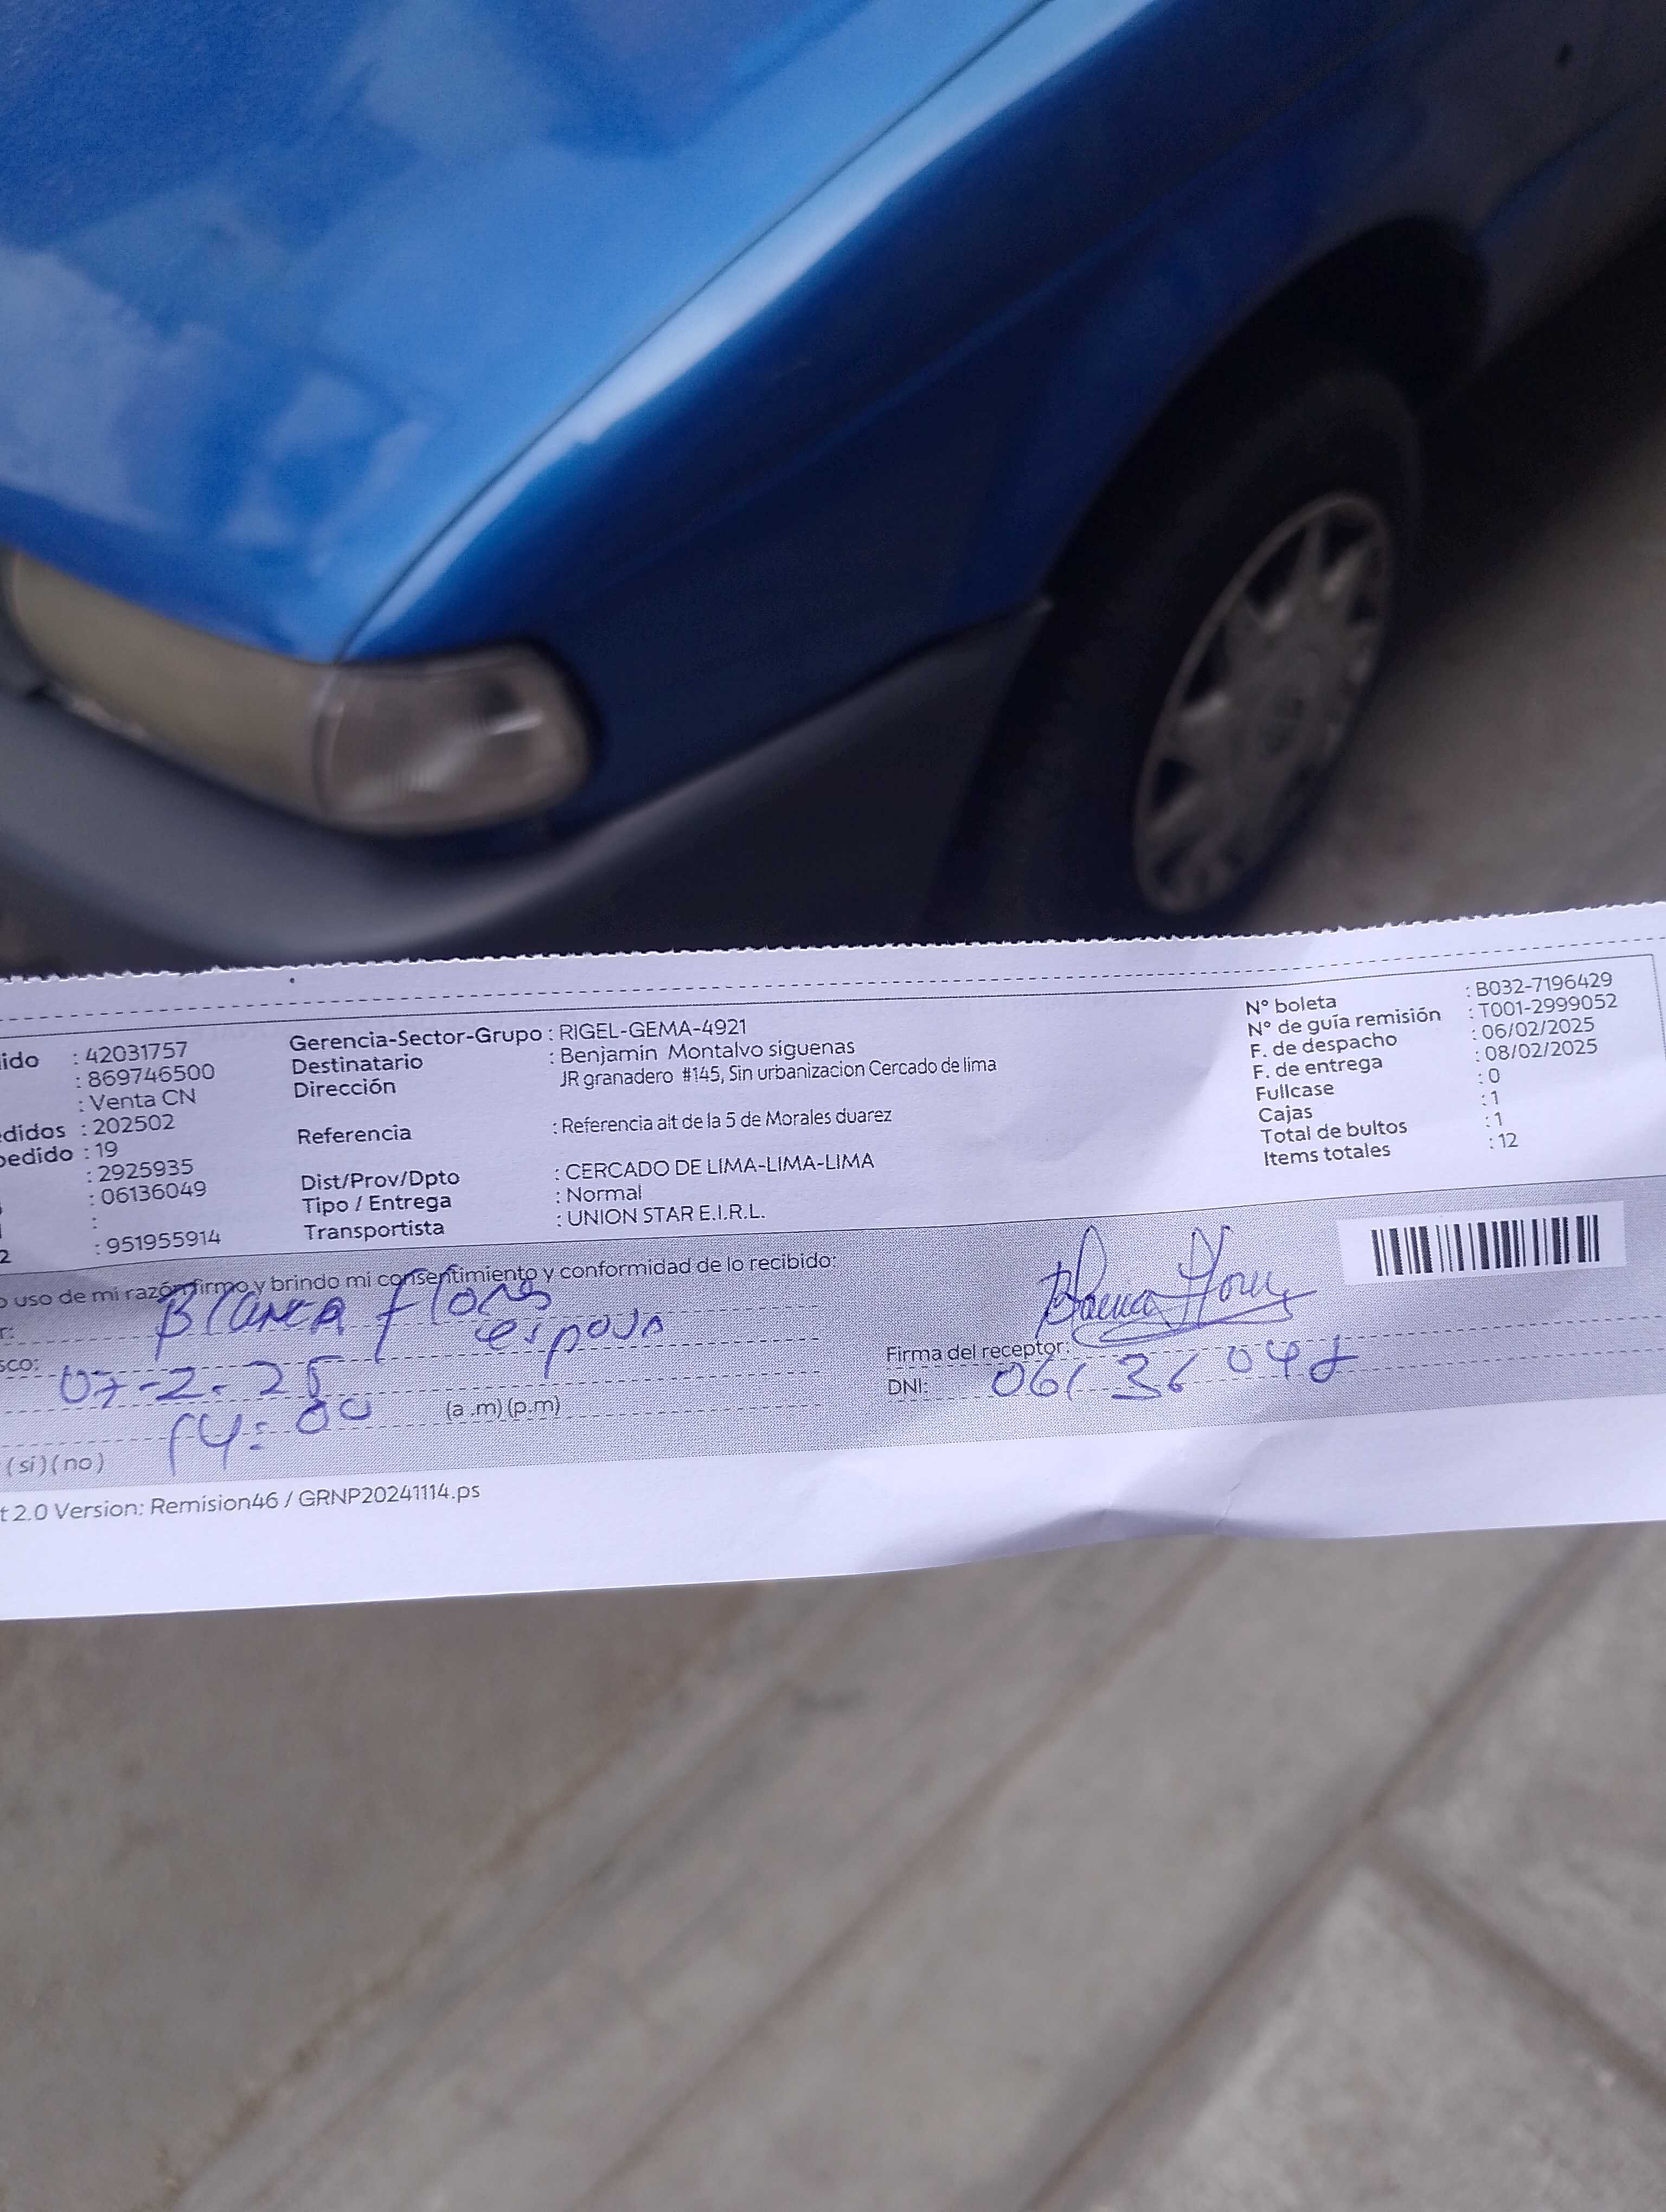 ido : 42031757
: 869746500
: Venta CN
edidos : 202502
pedido : 19
: 2925935
: 06136049
:
2 : 951955914
Gerencia-Sector-Grupo : RIGEL-GEMA-4921
Destinatario : Benjamin Montalvo siguenas
Dirección JR granadero #145, Sin urbanizacion Cercado de lima
Referencia : Referencia alt de la 5 de Morales duarez
Dist/Prov/Dpto : CERCADO DE LIMA-LIMA-LIMA
Tipo / Entrega : Normal
Transportista : UNION STAR E.I.R.L.
N° boleta : B032-7196429
N° de guía remisión : T001-2999052
F. de despacho : 06/02/2025
F. de entrega : 08/02/2025
Fullcase : 0
Cajas : 1
Total de bultos : 1
Items totales : 12
o uso de mi razón firmo y brindo mi consentimiento y conformidad de lo recibido:
r: Blanca flores
sco: esposa
07-2-25
14:00 (a .m) (p.m)
(si) (no)
Firma del receptor: Blanca Flores
DNI:
t 2.0 Version: Remision46 / GRNP20241114.ps